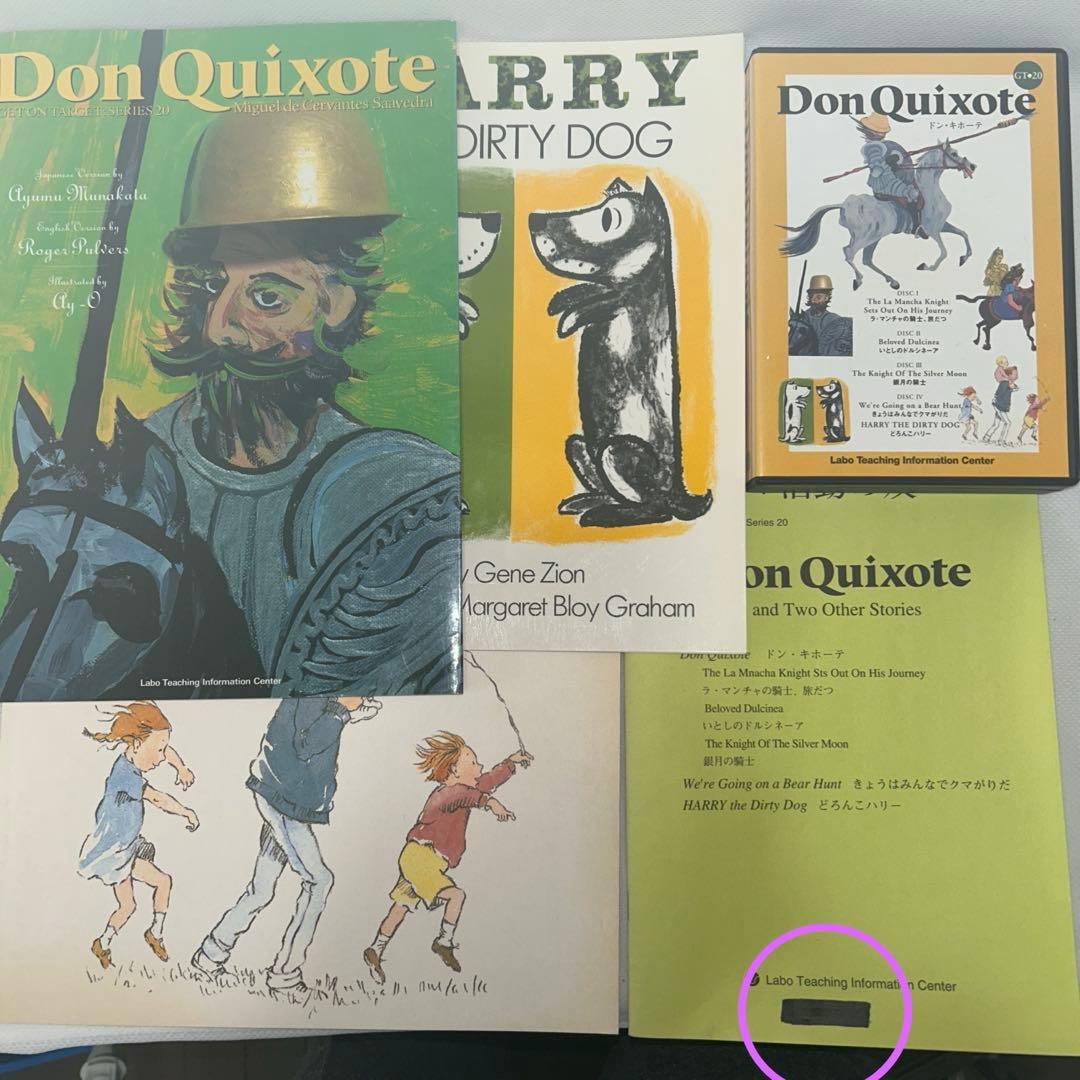 Don Quixote
GET ON TARGET: SERIES 20
Miguel de Cervantes Saavedra
Japanese Version by
Ayumu Munakata
English Version by
Roger Pulvers
Illustrated by
Ay-O
Labo Teaching Information Center
ARRY
DIRTY DOG
y Gene Zion
Margaret Bloy Graham
GT•20
Don Quixote
ドン・キホーテ
DISC I
The La Mancha Knight
Sets Out On His Journey
ラ・マンチャの騎士、旅だつ
DISC II
Beloved Dulcinea
いとしのドルシネーア
DISC III
The Knight Of The Silver Moon
銀月の騎士
DISC IV
We're Going on a Bear Hunt
きょうはみんなでクマがりだ
HARRY THE DIRTY DOG
どろんこハリー
Labo Teaching Information Center
Series 20
on Quixote
and Two Other Stories
Don Quixote ドン・キホーテ
The La Mnacha Knight Sts Out On His Journey
ラ・マンチャの騎士、旅だつ
Beloved Dulcinea
いとしのドルシネーア
The Knight Of The Silver Moon
銀月の騎士
We're Going on a Bear Hunt きょうはみんなでクマがりだ
HARRY the Dirty Dog どろんこハリー
Labo Teaching Information Center